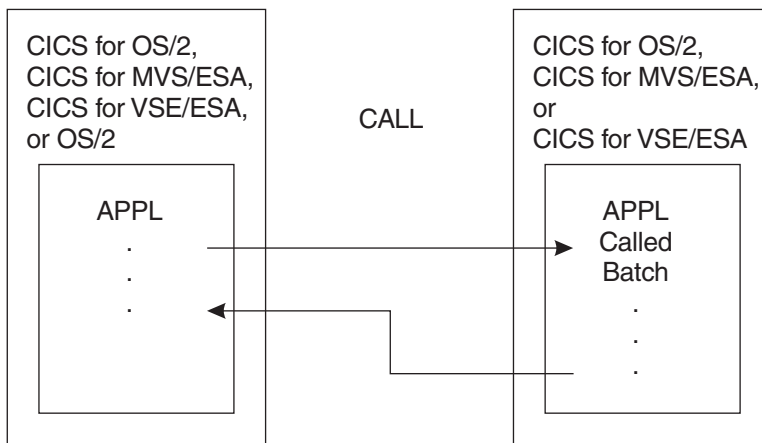 CICS for OS/2,
CICS for MVS/ESA,
CICS for VSE/ESA,
or OS/2
APPL
.
.
.
CALL
CICS for OS/2,
CICS for MVS/ESA,
or
CICS for VSE/ESA
APPL
Called
Batch
.
.
.